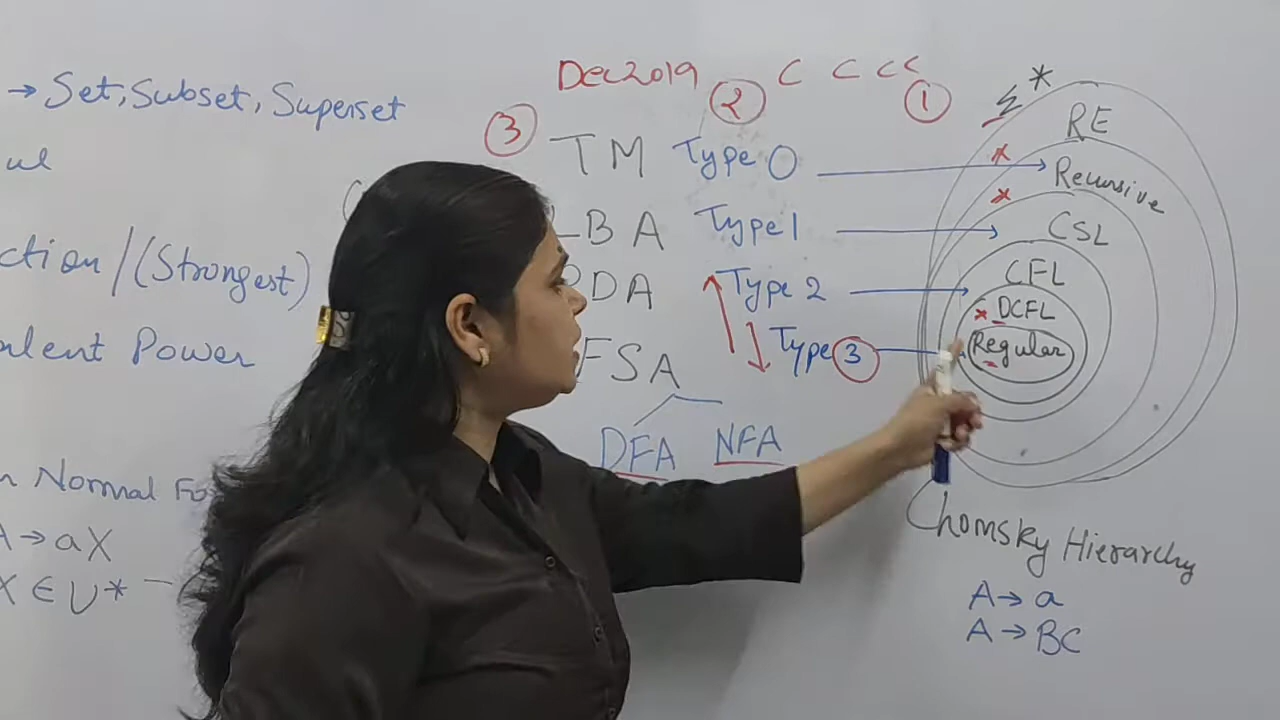 → Set, Subset, Superset
ul
ction / (Strongest)
lent Power
Normal Fo
A → aX
X ∈ V* –
Dec 2019
③ ② ①
⊂ ⊂ ⊂ ⊂
TM Type 0
LBA Type 1
PDA Type 2
FSA Type ③
DFA NFA
Σ*
RE
Recursive
CSL
CFL
DCFL
Regular
Chomsky Hierarchy
A → a
A → BC